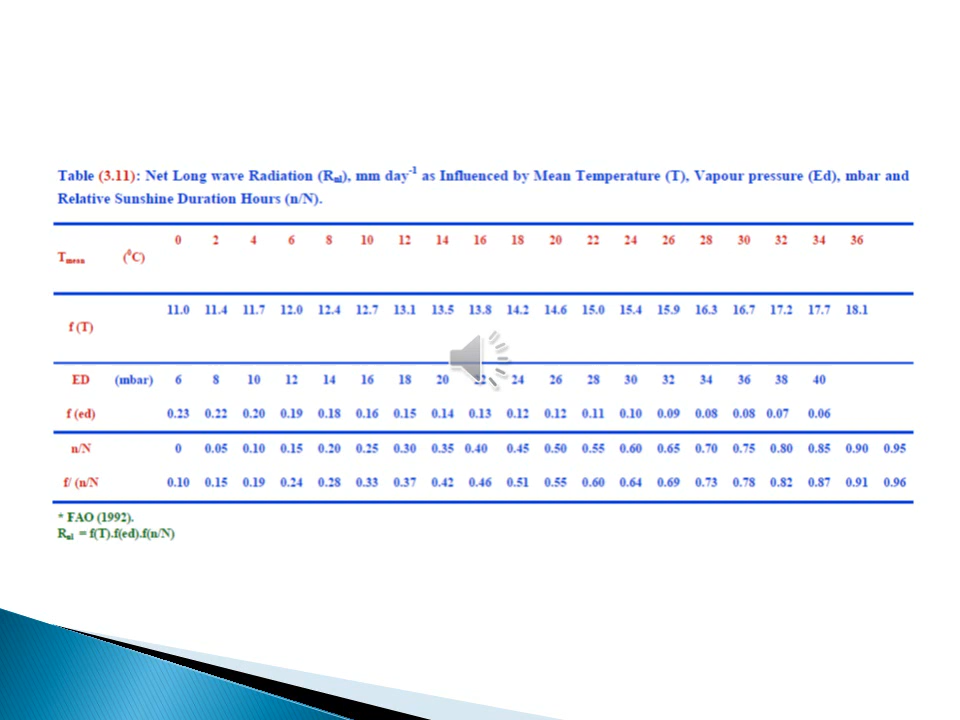 Table (3.11): Net Long wave Radiation (Rnl), mm day-1 as Influenced by Mean Temperature (T), Vapour pressure (Ed), mbar and
Relative Sunshine Duration Hours (n/N).
Tmean (0C) 0 2 4 6 8 10 12 14 16 18 20 22 24 26 28 30 32 34 36
f (T) 11.0 11.4 11.7 12.0 12.4 12.7 13.1 13.5 13.8 14.2 14.6 15.0 15.4 15.9 16.3 16.7 17.2 17.7 18.1
ED (mbar) 6 8 10 12 14 16 18 20 22 24 26 28 30 32 34 36 38 40
f (ed) 0.23 0.22 0.20 0.19 0.18 0.16 0.15 0.14 0.13 0.12 0.12 0.11 0.10 0.09 0.08 0.08 0.07 0.06
n/N 0 0.05 0.10 0.15 0.20 0.25 0.30 0.35 0.40 0.45 0.50 0.55 0.60 0.65 0.70 0.75 0.80 0.85 0.90 0.95
f/ (n/N 0.10 0.15 0.19 0.24 0.28 0.33 0.37 0.42 0.46 0.51 0.55 0.60 0.64 0.69 0.73 0.78 0.82 0.87 0.91 0.96
* FAO (1992).
Rnl = f(T).f(ed).f(n/N)